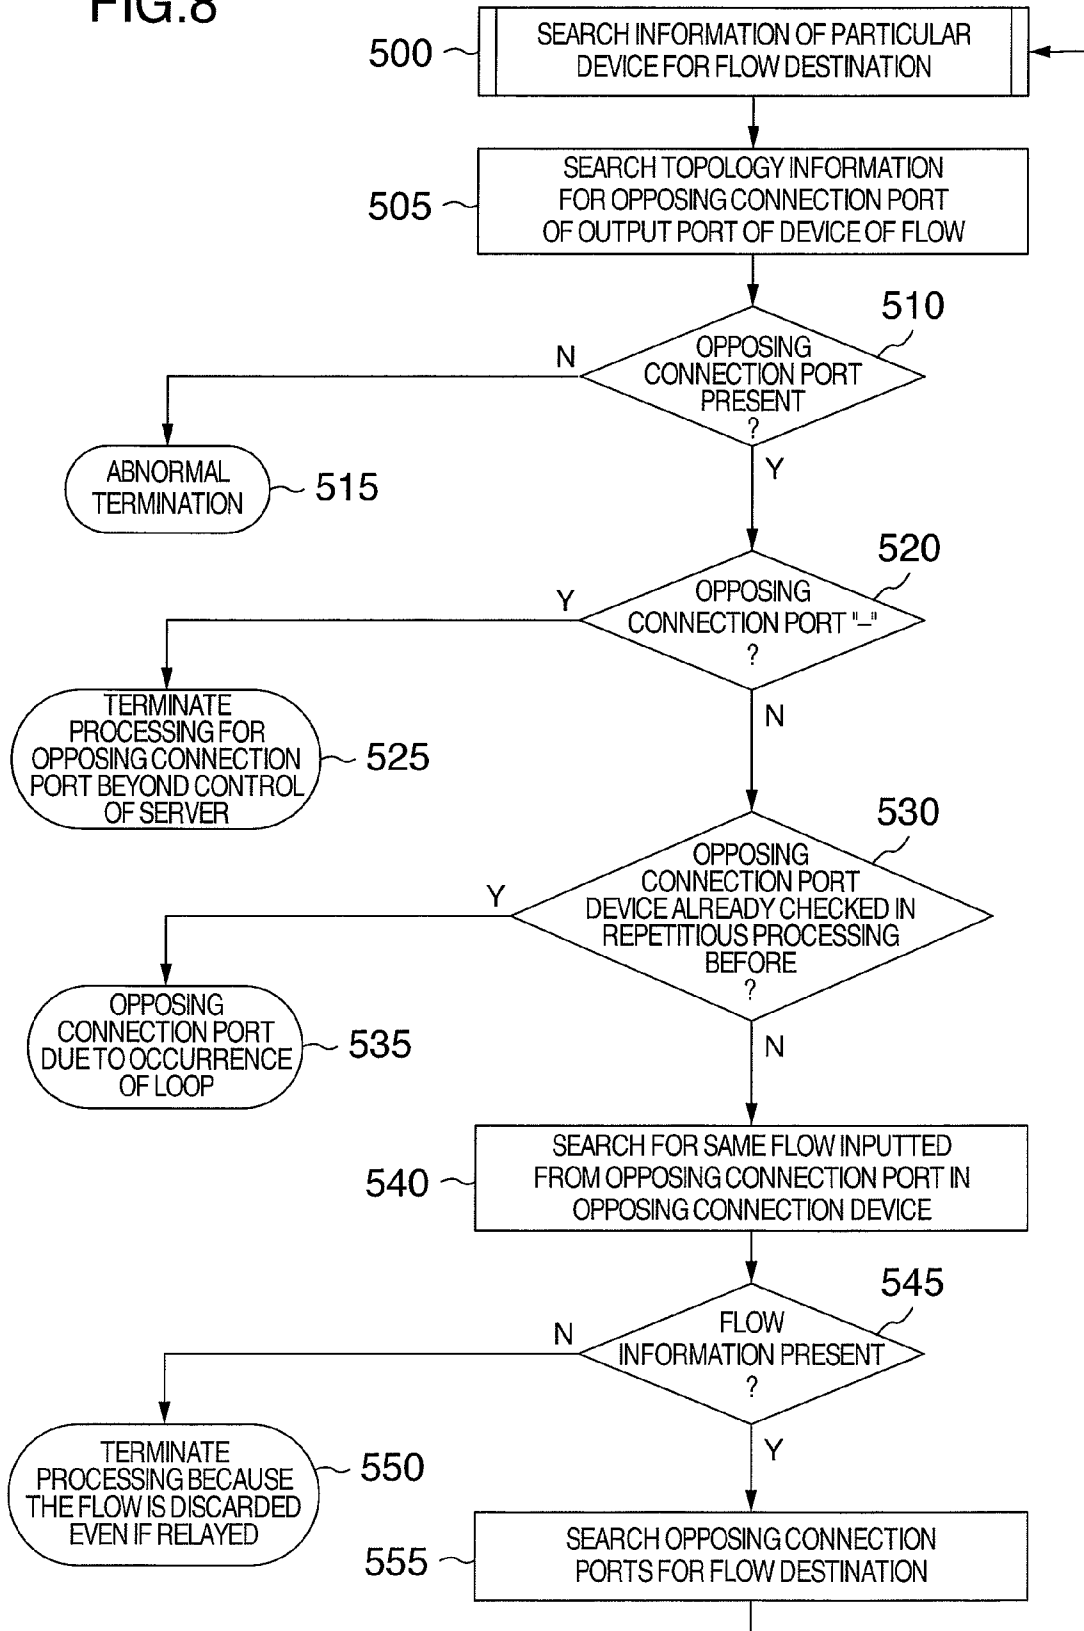 FIG.8
500
SEARCH INFORMATION OF PARTICULAR
DEVICE FOR FLOW DESTINATION
505
SEARCH TOPOLOGY INFORMATION
FOR OPPOSING CONNECTION PORT
OF OUTPUT PORT OF DEVICE OF FLOW
510
OPPOSING
CONNECTION PORT
PRESENT
?
N
Y
ABNORMAL
TERMINATION
515
520
OPPOSING
CONNECTION PORT "–"
?
Y
N
TERMINATE
PROCESSING FOR
OPPOSING CONNECTION
PORT BEYOND CONTROL
OF SERVER
525
530
OPPOSING
CONNECTION PORT
DEVICE ALREADY CHECKED IN
REPETITIOUS PROCESSING
BEFORE
?
Y
N
OPPOSING
CONNECTION PORT
DUE TO OCCURRENCE
OF LOOP
535
540
SEARCH FOR SAME FLOW INPUTTED
FROM OPPOSING CONNECTION PORT IN
OPPOSING CONNECTION DEVICE
545
FLOW
INFORMATION PRESENT
?
N
Y
TERMINATE
PROCESSING BECAUSE
THE FLOW IS DISCARDED
EVEN IF RELAYED
550
555
SEARCH OPPOSING CONNECTION
PORTS FOR FLOW DESTINATION